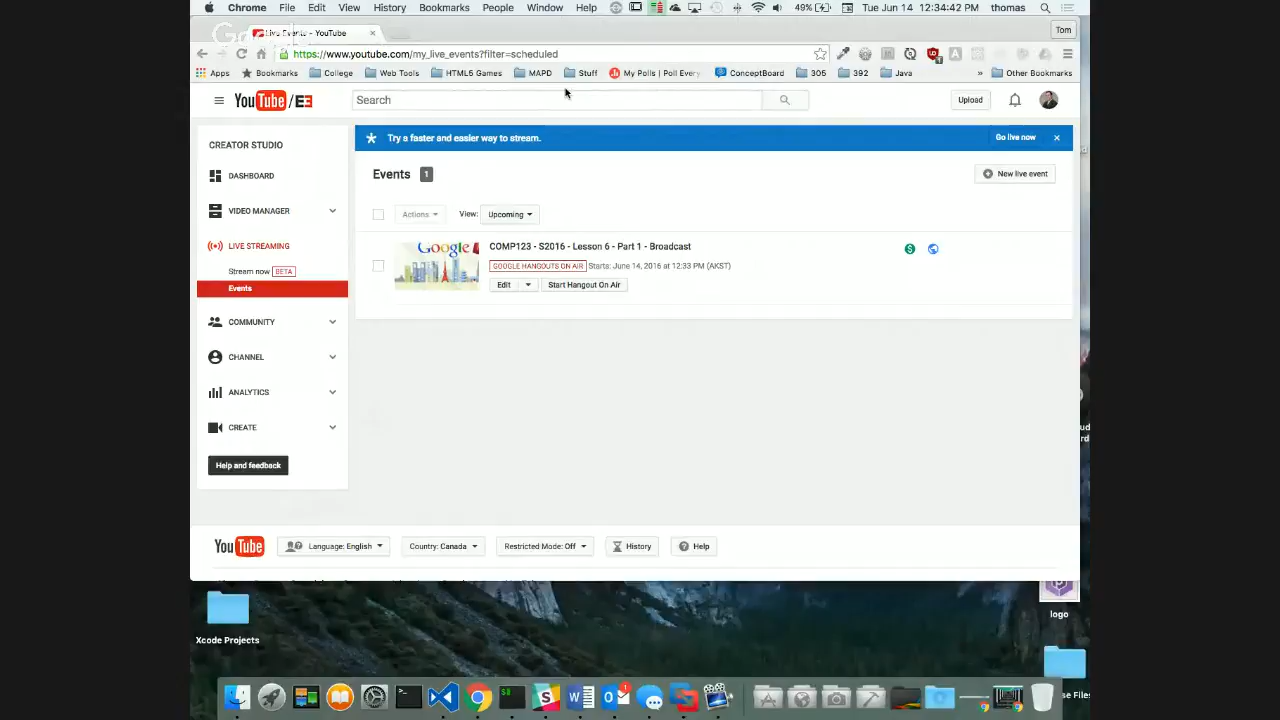 Chrome File Edit View History Bookmarks People Window Help 49% Tue Jun 14 12:34:42 PM thomas
Live Events - YouTube Tom
Google
https://www.youtube.com/my_live_events?filter=scheduled
Apps Bookmarks College Web Tools HTML5 Games MAPD Stuff My Polls | Poll Every ConceptBoard 305 392 Java » Other Bookmarks
YouTube / E3 Search Upload
CREATOR STUDIO
DASHBOARD
VIDEO MANAGER
LIVE STREAMING
Stream now BETA
Events
COMMUNITY
CHANNEL
ANALYTICS
CREATE
Help and feedback
Try a faster and easier way to stream. Go live now ×
Events 1 New live event
Actions View: Upcoming
Google
COMP123 - S2016 - Lesson 6 - Part 1 - Broadcast
GOOGLE HANGOUTS ON AIR Starts: June 14, 2016 at 12:33 PM (AKST)
Edit Start Hangout On Air
YouTube Language: English Country: Canada Restricted Mode: Off History Help
logo
Xcode Projects